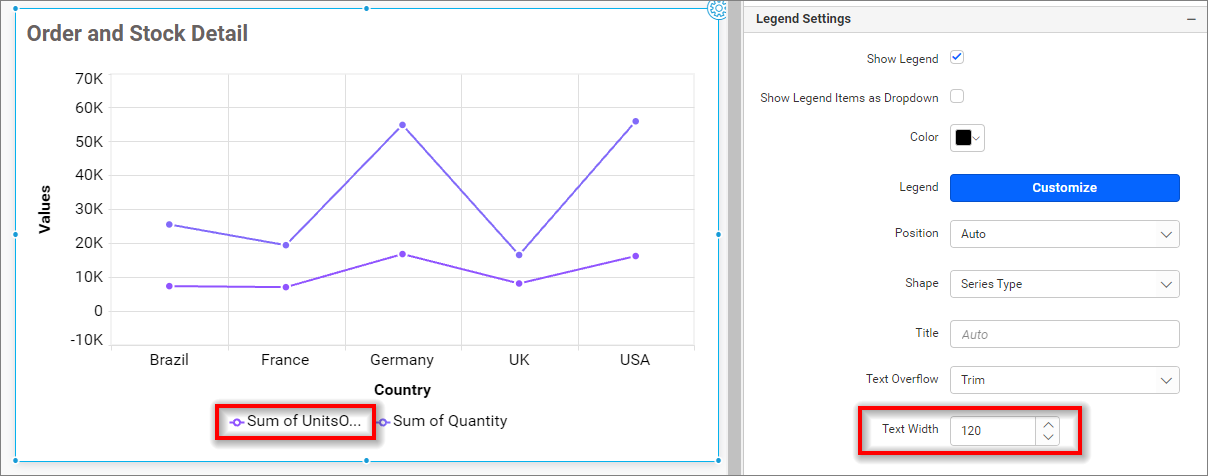 Order and Stock Detail
70K
60K
50K
40K
30K
20K
10K
0
-10K
Values
Brazil France Germany UK USA
Country
Sum of UnitsO... Sum of Quantity
Legend Settings
Show Legend
Show Legend Items as Dropdown
Color
Legend Customize
Position Auto
Shape Series Type
Title Auto
Text Overflow Trim
Text Width 120